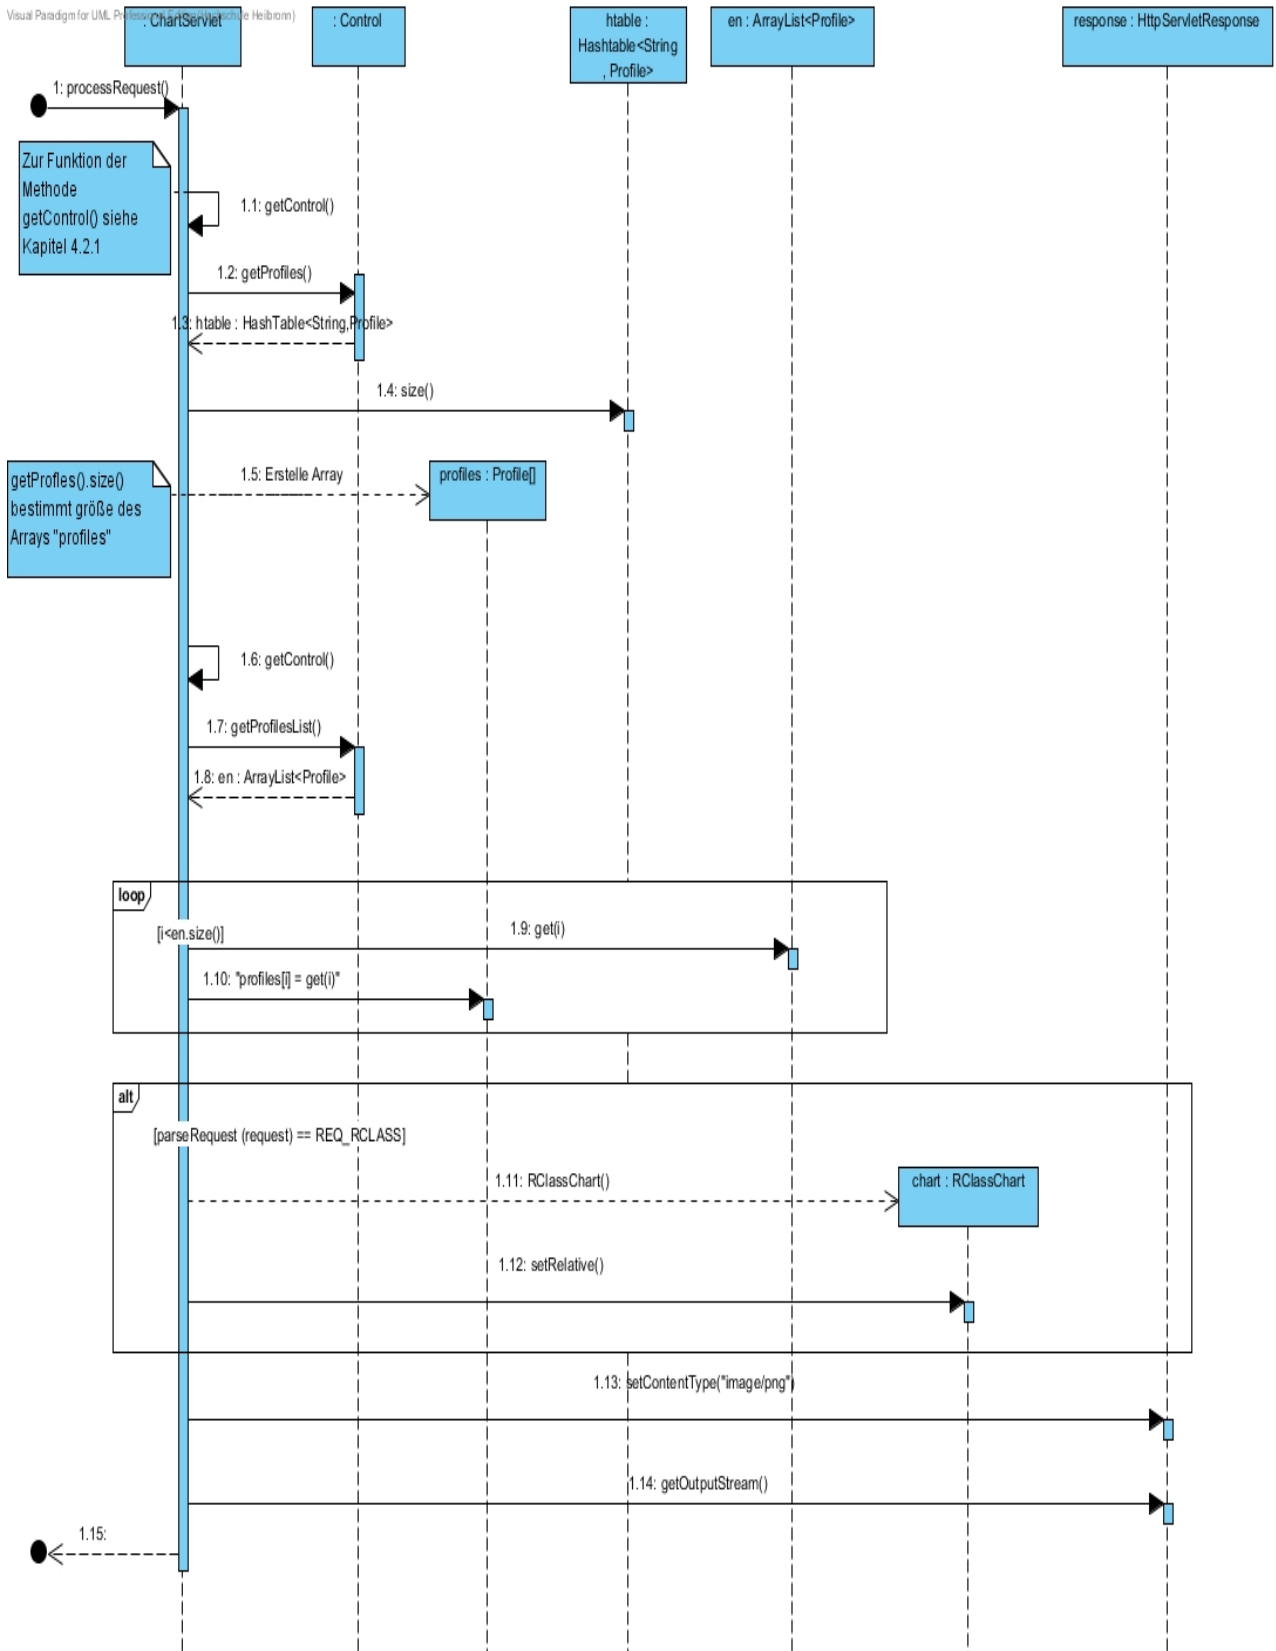 Visual Paradigm for UML Professional Edition(Hochschule Heilbronn)
: ChartServlet
: Control
htable :
Hashtable<String
, Profile>
en : ArrayList<Profile>
response : HttpServletResponse
1: processRequest()
Zur Funktion der
Methode
getControl() siehe
Kapitel 4.2.1
1.1: getControl()
1.2: getProfiles()
1.3: htable : HashTable<String,Profile>
1.4: size()
getProfles().size()
bestimmt größe des
Arrays "profiles"
1.5: Erstelle Array
profiles : Profile[]
1.6: getControl()
1.7: getProfilesList()
1.8: en : ArrayList<Profile>
loop
[i<en.size()]
1.9: get(i)
1.10: "profiles[i] = get(i)"
alt
[parseRequest (request) == REQ_RCLASS]
1.11: RClassChart()
chart : RClassChart
1.12: setRelative()
1.13: setContentType("image/png")
1.14: getOutputStream()
1.15: